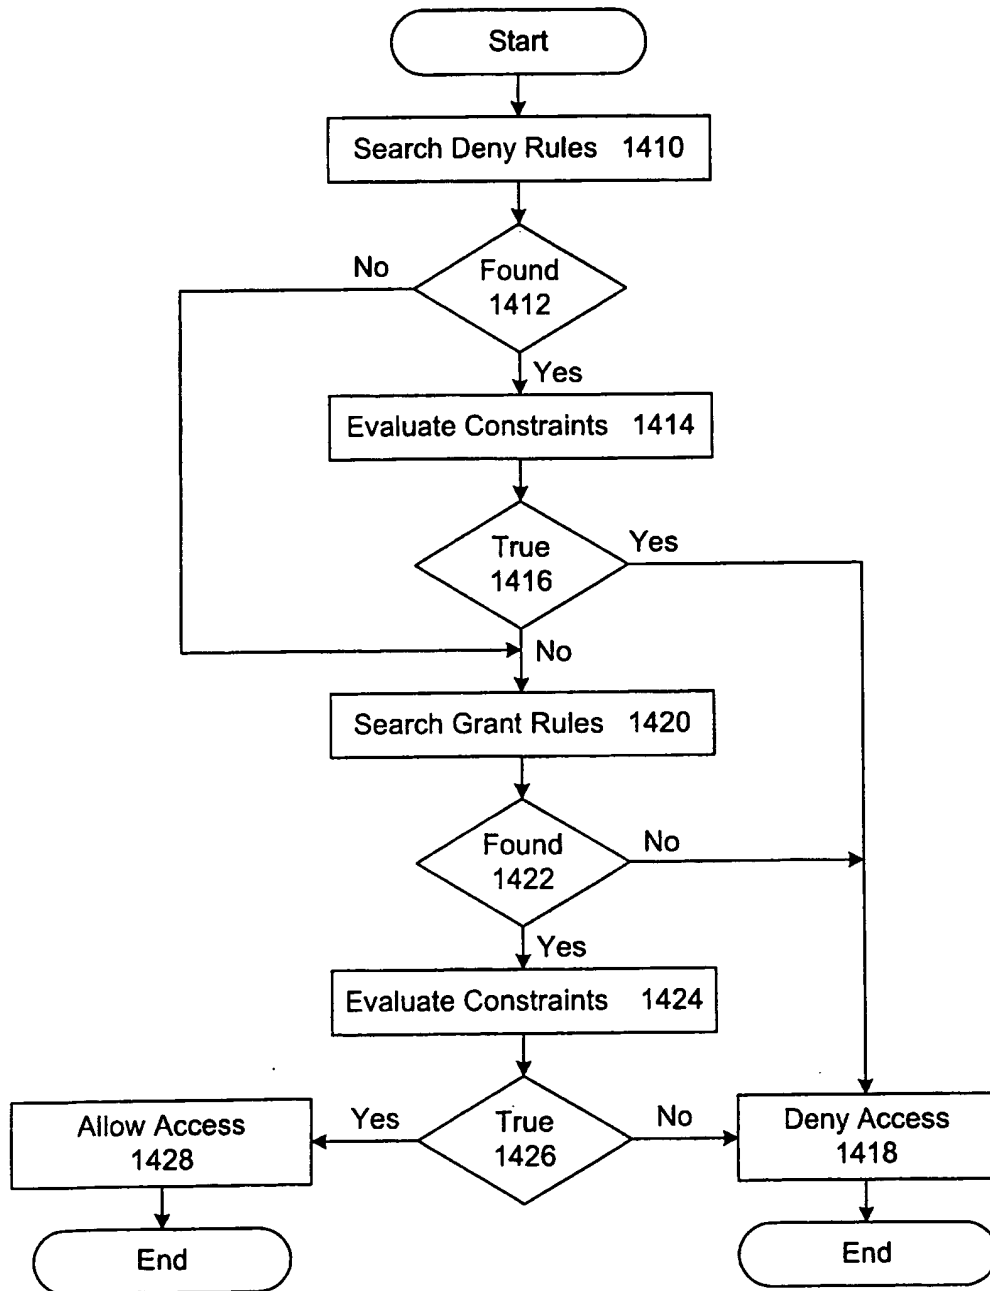 Start
Search Deny Rules 1410
No
Found
1412
Yes
Evaluate Constraints 1414
True
1416
Yes
No
Search Grant Rules 1420
Found
1422
No
Yes
Evaluate Constraints 1424
Allow Access
1428
Yes
True
1426
No
Deny Access
1418
End
End